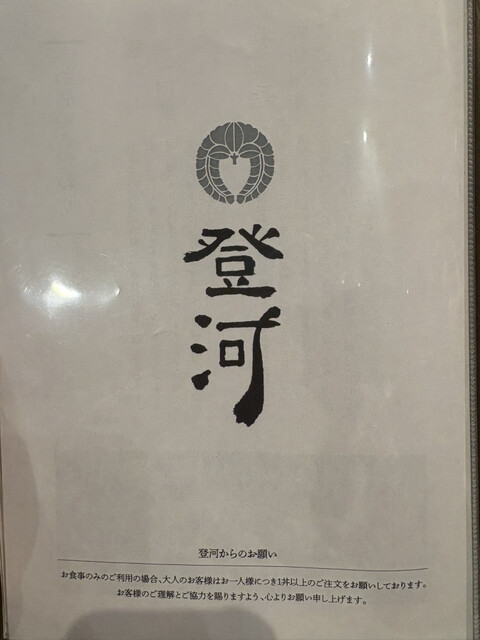 登河
登河からのお願い
お食事のみのご利用の場合、大人のお客様はお一人様につき1丼以上のご注文をお願いしております。
お客様のご理解とご協力を賜りますよう、心よりお願い申し上げます。